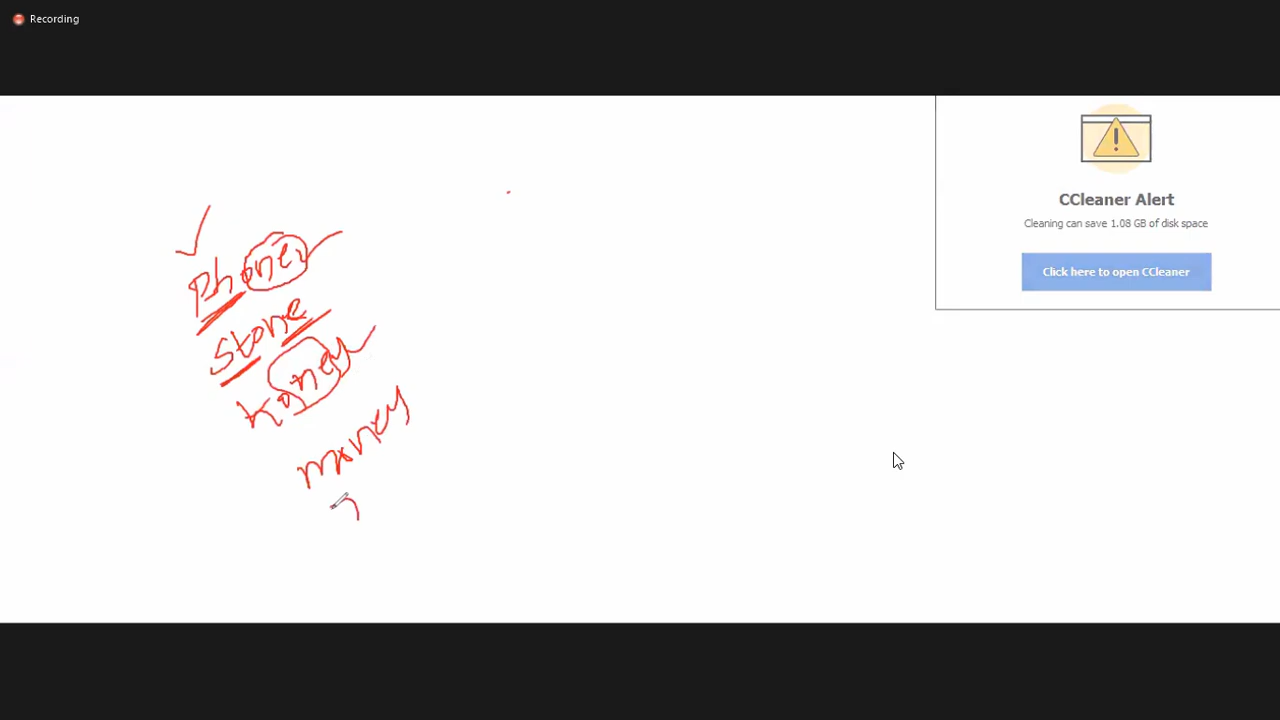 Recording
Phone
Stone
money
CCleaner Alert
Cleaning can save 1.08 GB of disk space
Click here to open CCleaner